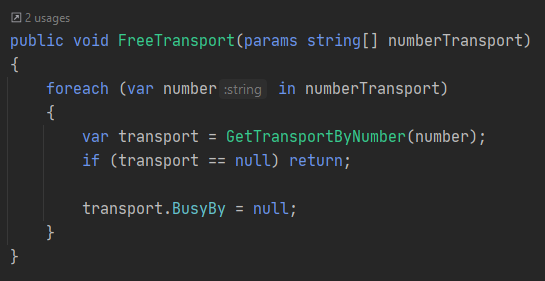 2 usages
public void FreeTransport(params string[] numberTransport)
{
    foreach (var number :string in numberTransport)
    {
        var transport = GetTransportByNumber(number);
        if (transport == null) return;

        transport.BusyBy = null;
    }
}